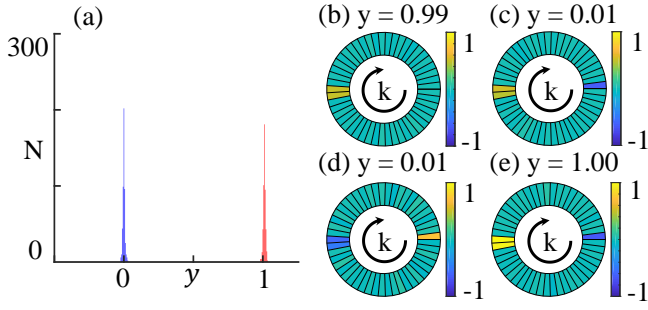 (a)
300
N
0
0
y
1
(b) y = 0.99
1
k
-1
(c) y = 0.01
1
k
-1
(d) y = 0.01
1
k
-1
(e) y = 1.00
1
k
-1